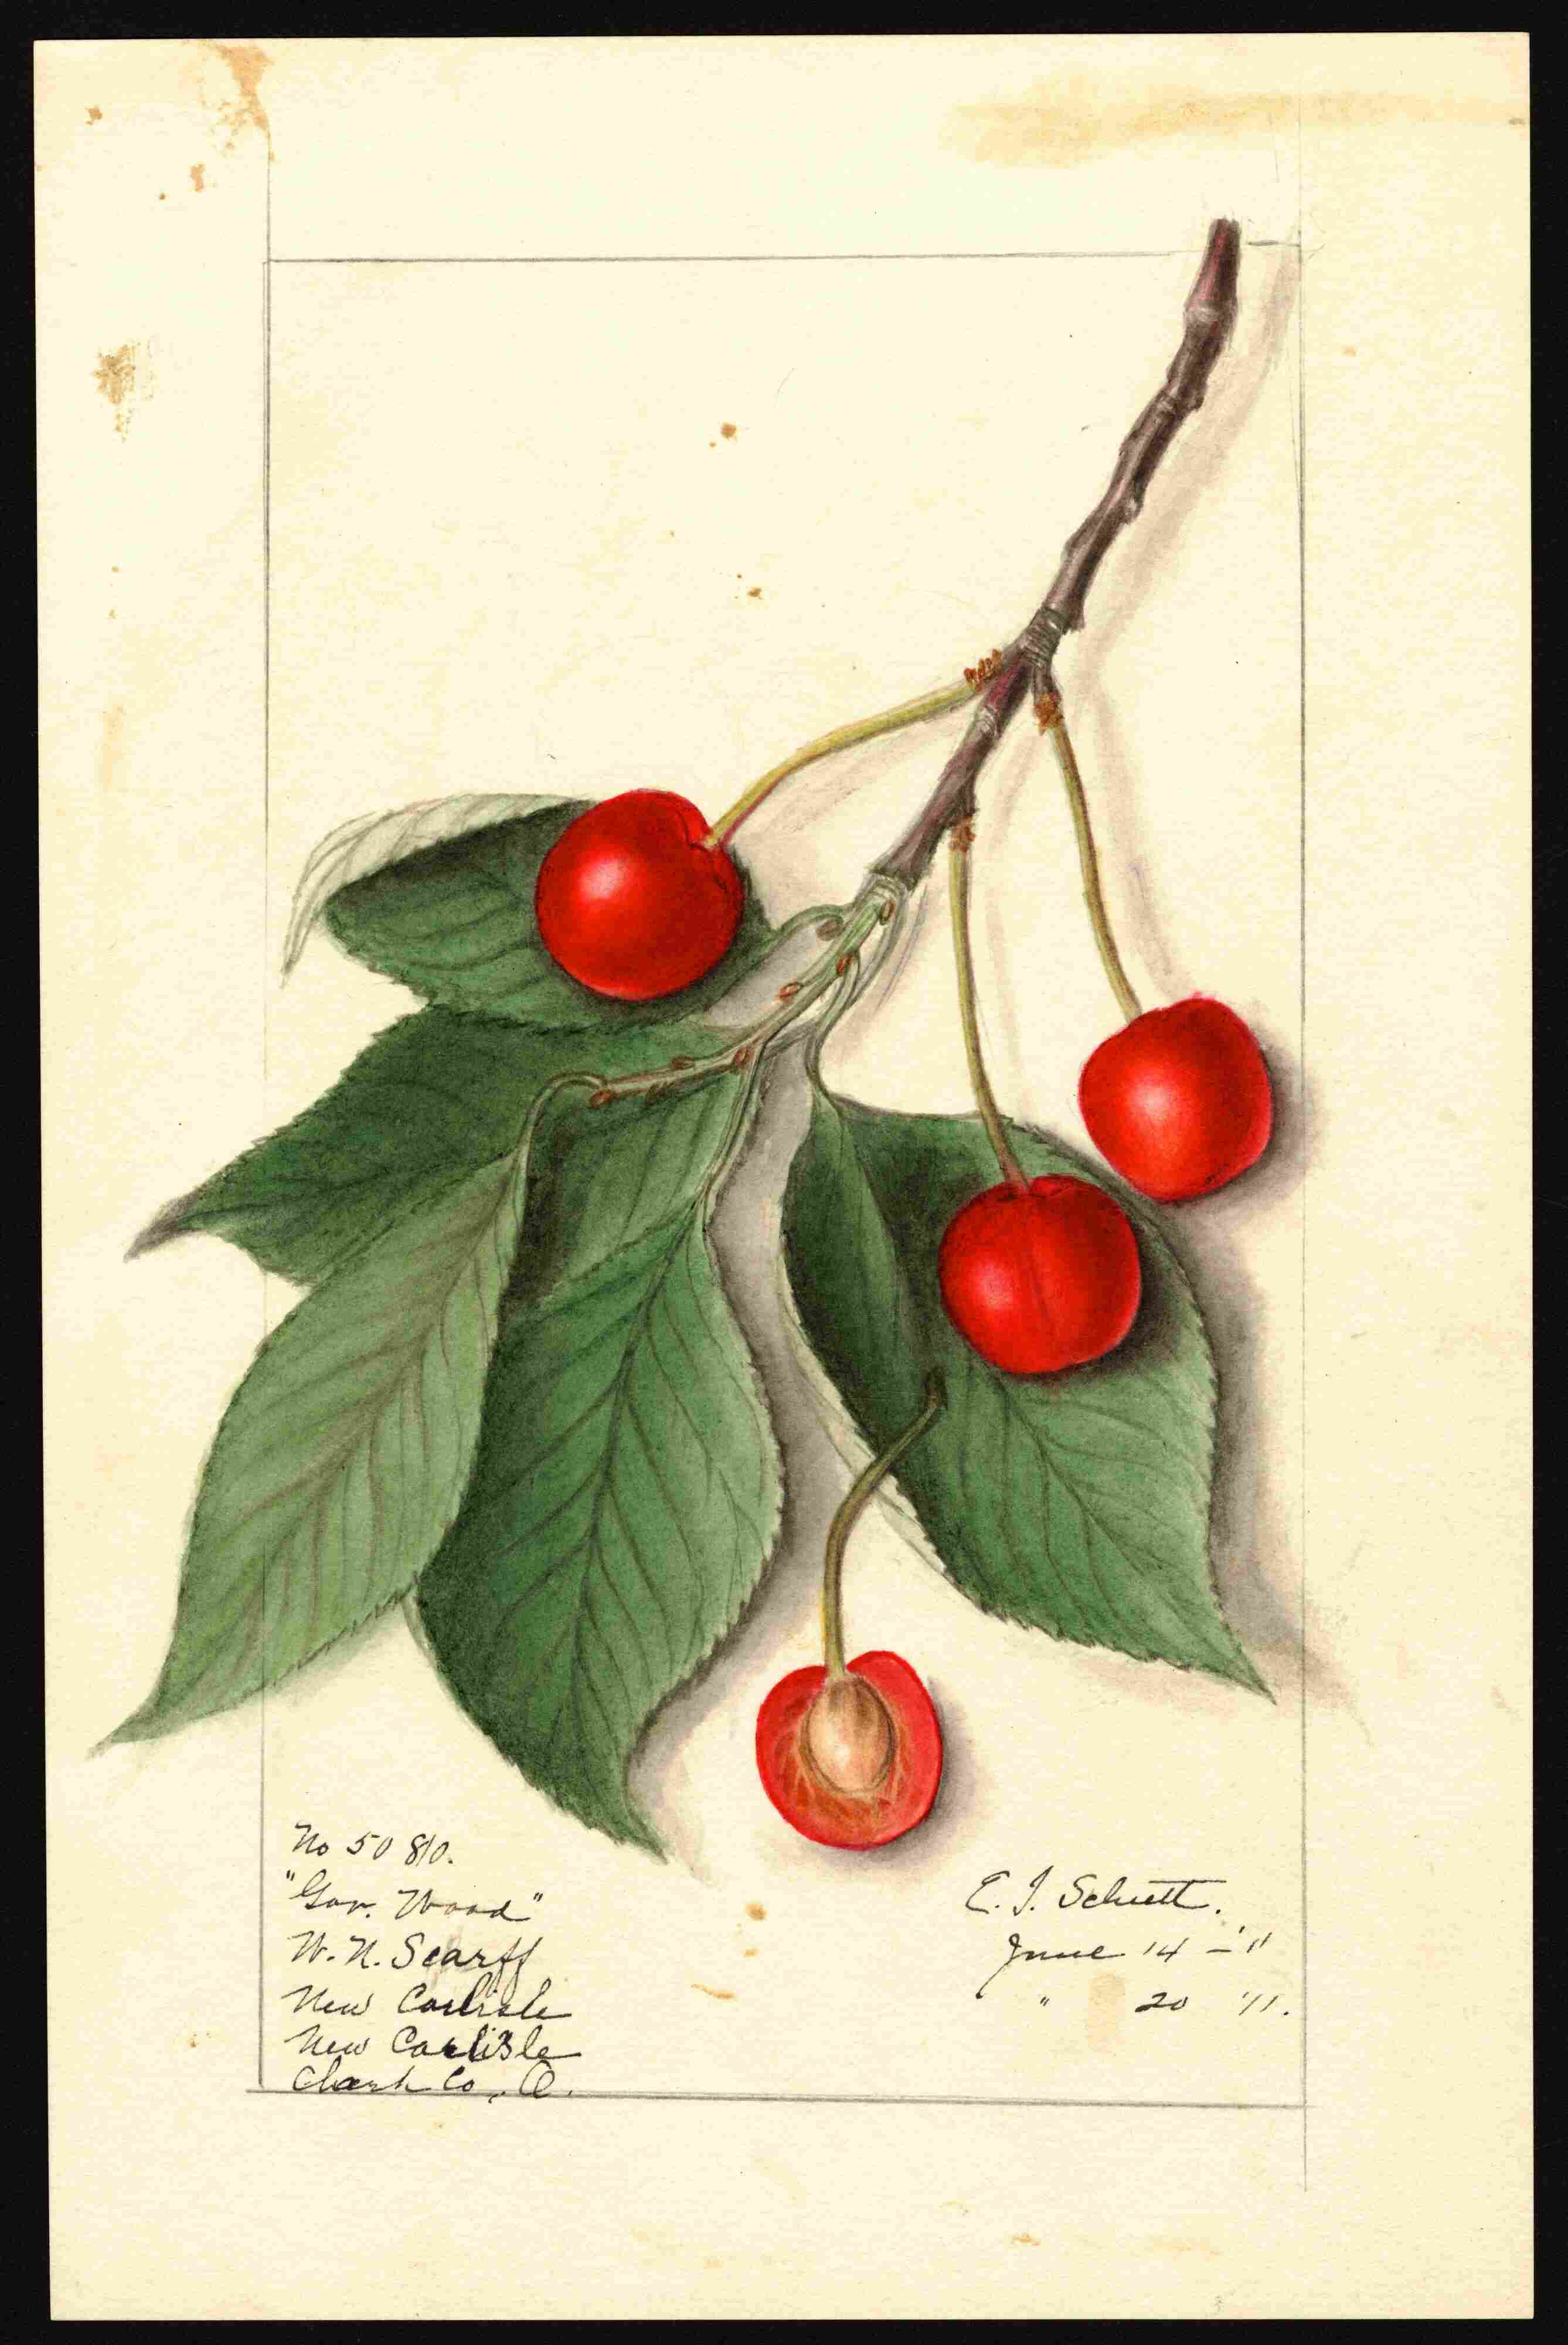 No 50 810.
"Gov. Wood"
W. N. Scarff
New Carlisle
New Carlisle
Clark Co., O.
E. I. Schutt.
June 14 – '11
" 20 '11.